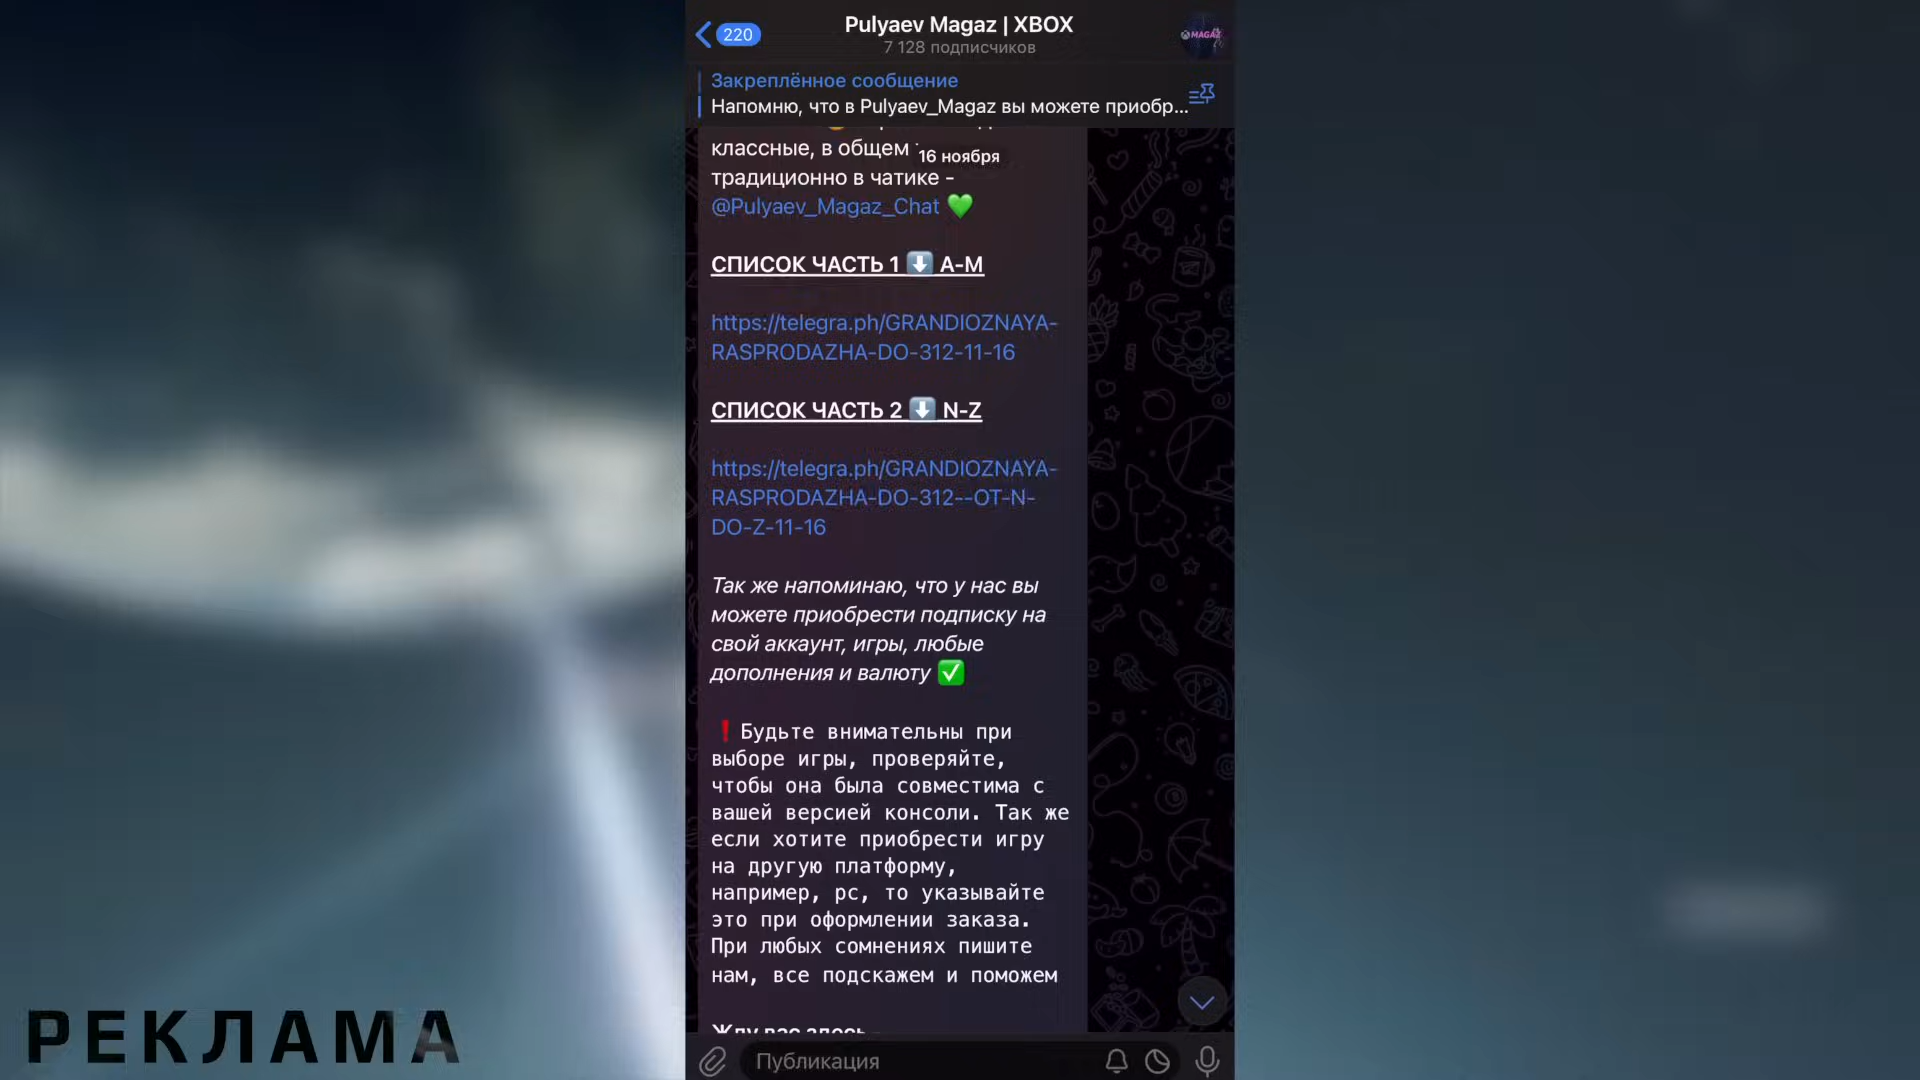 220
Pulyaev Magaz | XBOX
7 128 подписчиков
MAGAZ
Закреплённое сообщение
Напомню, что в Pulyaev_Magaz вы можете приобр...
классные, в общем
16 ноября
традиционно в чатике -
@Pulyaev_Magaz_Chat 💚
СПИСОК ЧАСТЬ 1 ⬇️ A-M
https://telegra.ph/GRANDIOZNAYA-
RASPRODAZHA-DO-312-11-16
СПИСОК ЧАСТЬ 2 ⬇️ N-Z
https://telegra.ph/GRANDIOZNAYA-
RASPRODAZHA-DO-312--OT-N-
DO-Z-11-16
Так же напоминаю, что у нас вы
можете приобрести подписку на
свой аккаунт, игры, любые
дополнения и валюту ✅
❗Будьте внимательны при
выборе игры, проверяйте,
чтобы она была совместима с
вашей версией консоли. Так же
если хотите приобрести игру
на другую платформу,
например, pc, то указывайте
это при оформлении заказа.
При любых сомнениях пишите
нам, все подскажем и поможем
Жду вас здесь -
Публикация
РЕКЛАМА